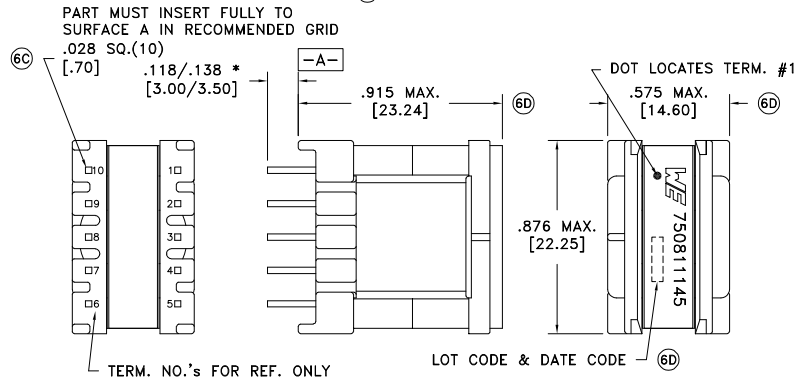 PART MUST INSERT FULLY TO
SURFACE A IN RECOMMENDED GRID
.028 SQ.(10)
[.70]
6C
.118/.138 *
[3.00/3.50]
-A-
.915 MAX.
[23.24]
6D
DOT LOCATES TERM. #1
.575 MAX.
[14.60]
6D
10 1
9 2
8 3
7 4
6 5
.876 MAX.
[22.25]
WE 750811145
TERM. NO.'s FOR REF. ONLY
LOT CODE & DATE CODE 6D